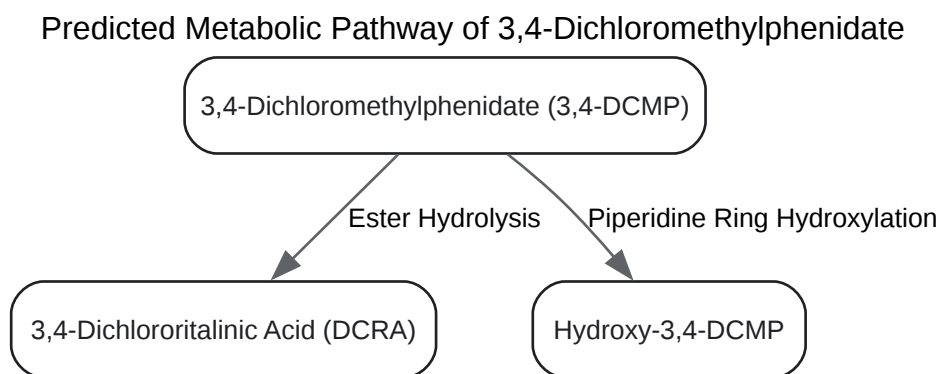 Predicted Metabolic Pathway of 3,4-Dichloromethylphenidate
3,4-Dichloromethylphenidate (3,4-DCMP)
Ester Hydrolysis
Piperidine Ring Hydroxylation
3,4-Dichlororitalinic Acid (DCRA)
Hydroxy-3,4-DCMP